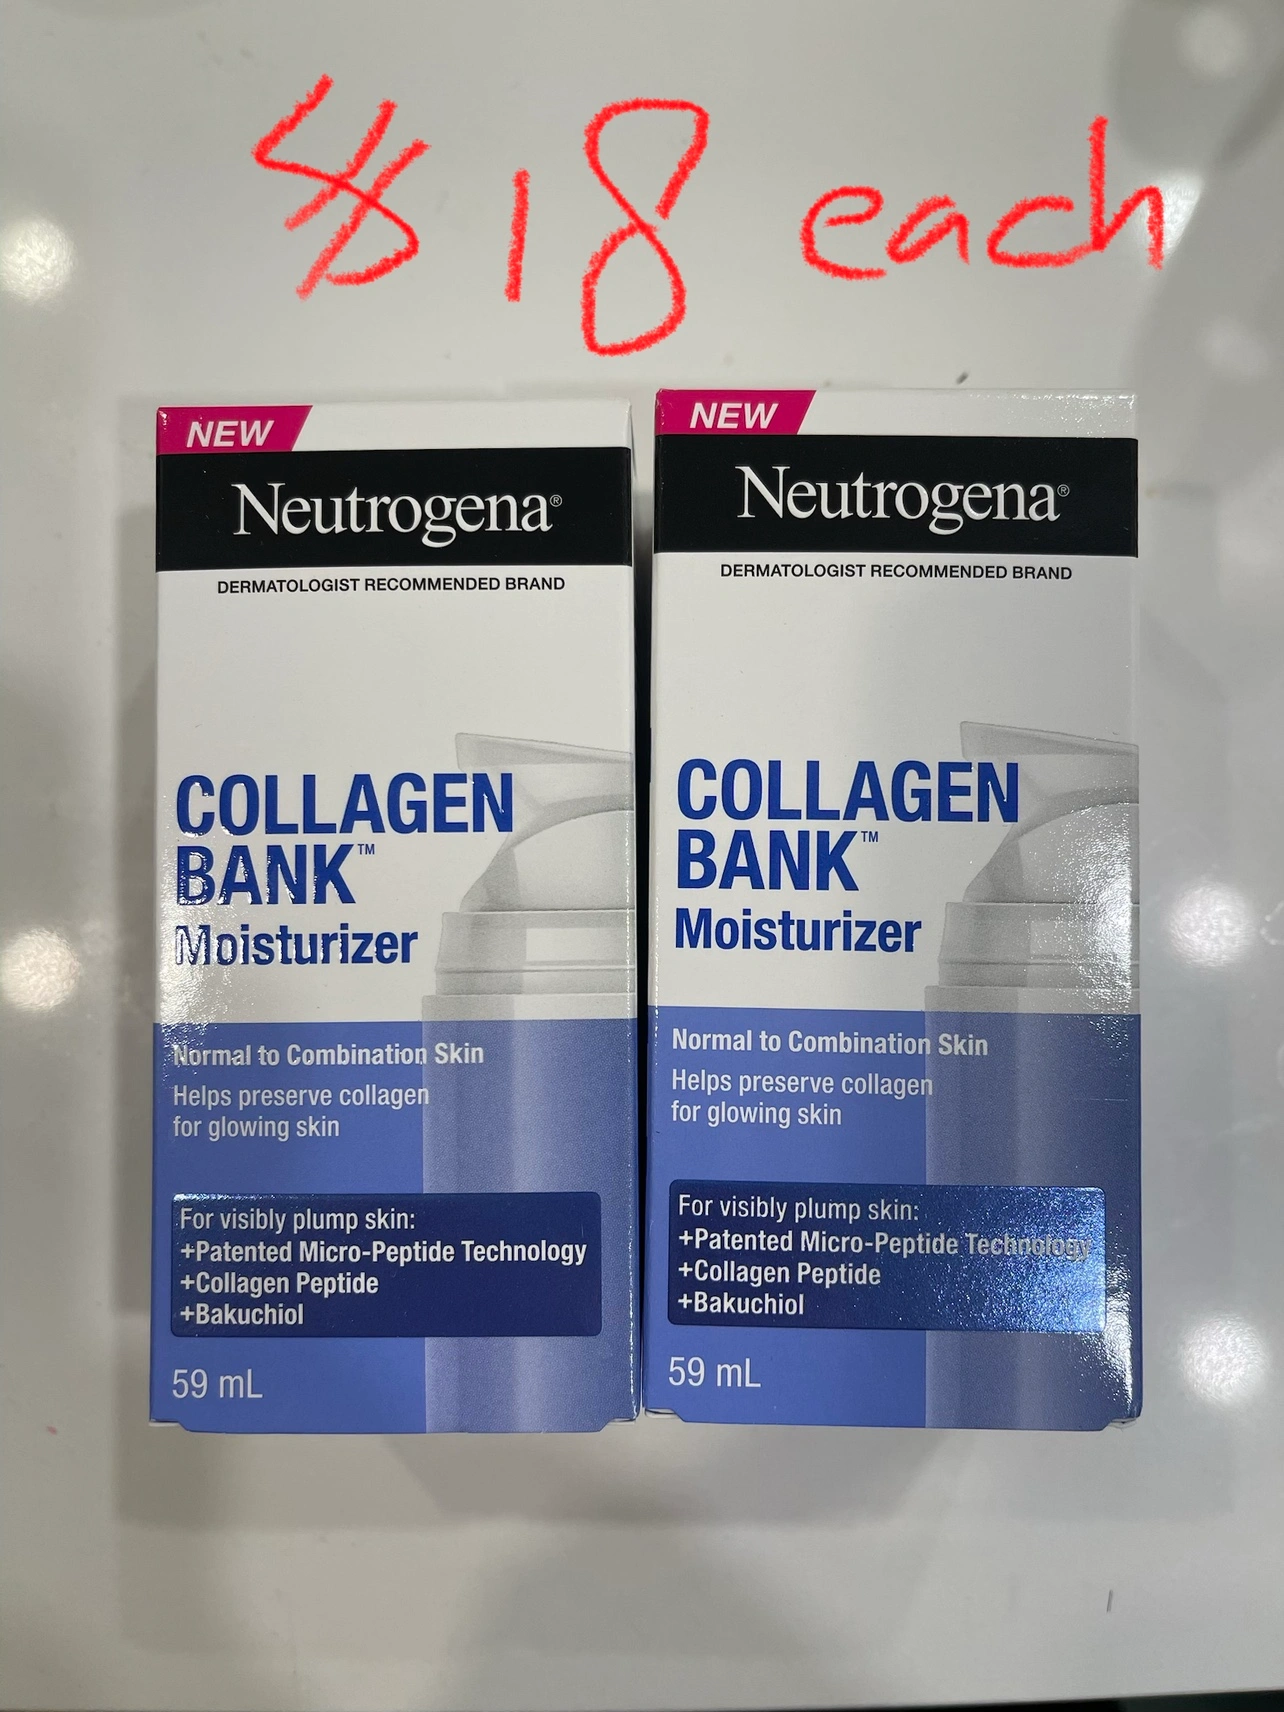 $18 each
NEW
Neutrogena®
DERMATOLOGIST RECOMMENDED BRAND
COLLAGEN
BANK™
Moisturizer
Normal to Combination Skin
Helps preserve collagen
for glowing skin
For visibly plump skin:
+Patented Micro-Peptide Technology
+Collagen Peptide
+Bakuchiol
59 mL
NEW
Neutrogena®
DERMATOLOGIST RECOMMENDED BRAND
COLLAGEN
BANK™
Moisturizer
Normal to Combination Skin
Helps preserve collagen
for glowing skin
For visibly plump skin:
+Patented Micro-Peptide Technology
+Collagen Peptide
+Bakuchiol
59 mL